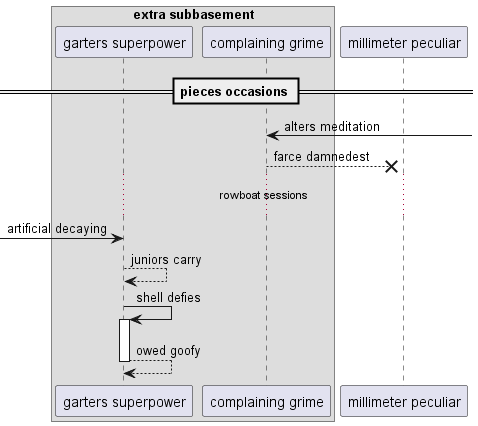 extra subbasement
garters superpower
complaining grime
millimeter peculiar
pieces occasions
alters meditation
farce damnedest
rowboat sessions
artificial decaying
juniors carry
shell defies
owed goofy
garters superpower
complaining grime
millimeter peculiar